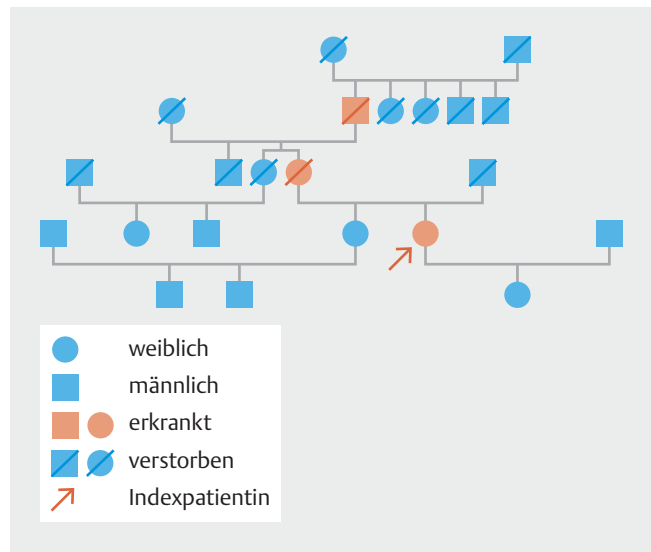 weiblich
männlich
erkrankt
verstorben
Indexpatientin